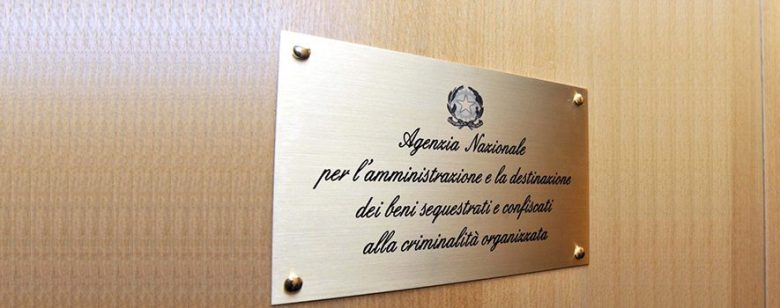 Agenzia Nazionale
per l'amministrazione e la destinazione
dei beni sequestrati e confiscati
alla criminalità organizzata